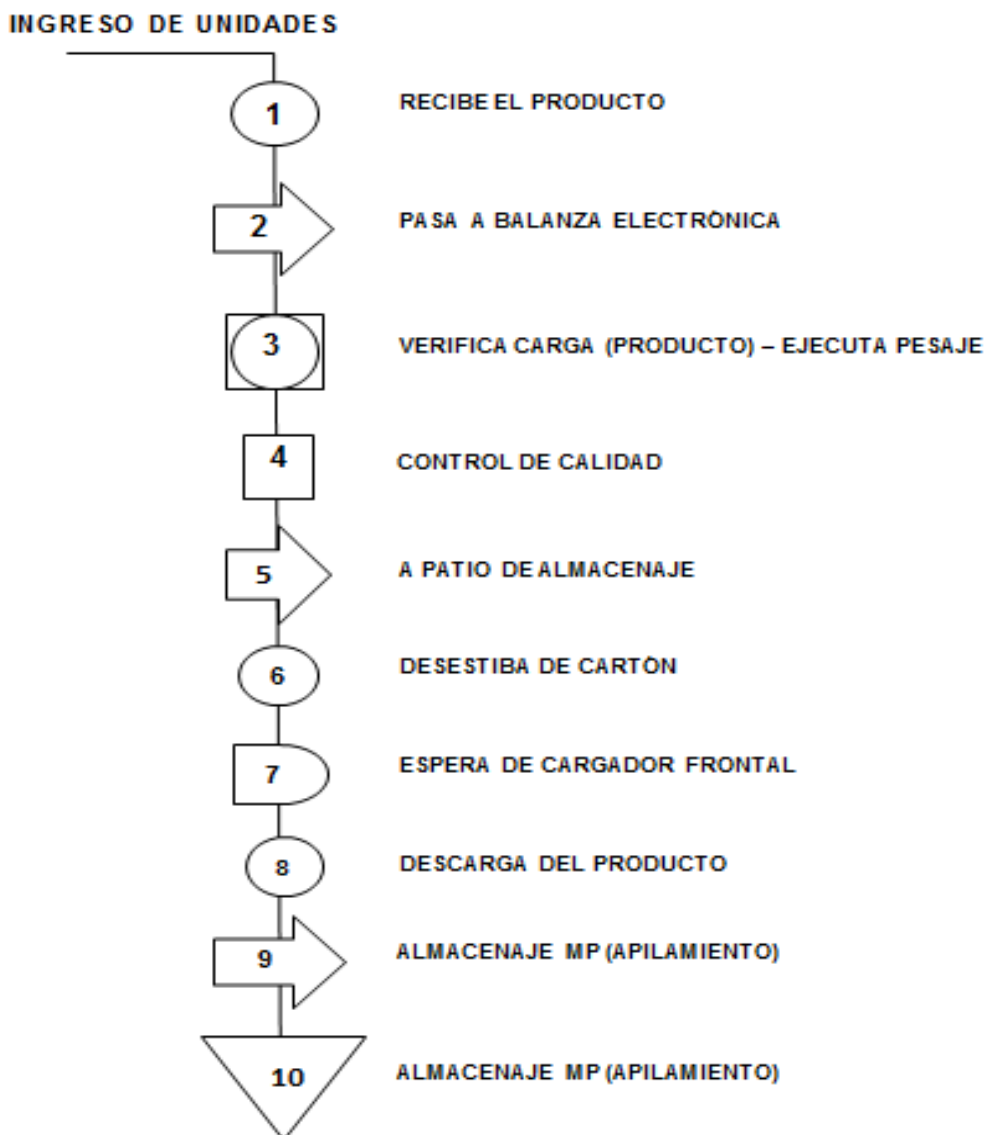 INGRESO DE UNIDADES
1 RECIBE EL PRODUCTO
2 PASA A BALANZA ELECTRÓNICA
3 VERIFICA CARGA (PRODUCTO) – EJECUTA PESAJE
4 CONTROL DE CALIDAD
5 A PATIO DE ALMACENAJE
6 DESESTIBA DE CARTÓN
7 ESPERA DE CARGADOR FRONTAL
8 DESCARGA DEL PRODUCTO
9 ALMACENAJE MP (APILAMIENTO)
10 ALMACENAJE MP (APILAMIENTO)